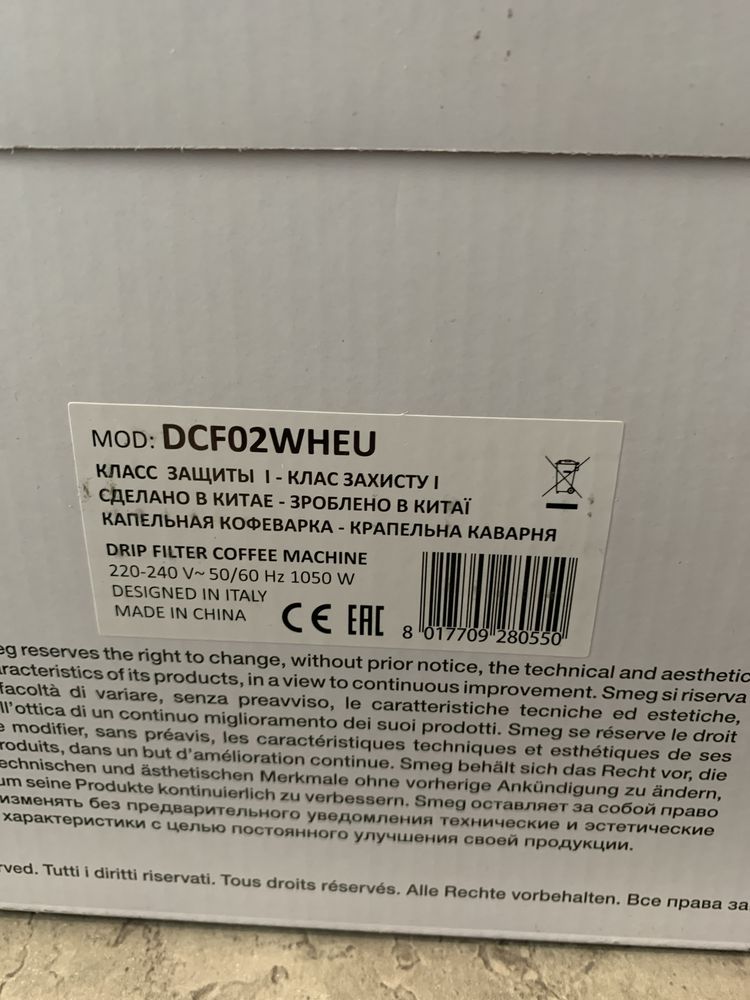 MOD: DCF02WHEU
КЛАСС ЗАЩИТЫ I - КЛАС ЗАХИСТУ I
СДЕЛАНО В КИТАЕ - ЗРОБЛЕНО В КИТАЇ
КАПЕЛЬНАЯ КОФЕВАРКА - КРАПЕЛЬНА КАВАРНЯ
DRIP FILTER COFFEE MACHINE
220-240 V~ 50/60 Hz 1050 W
DESIGNED IN ITALY
MADE IN CHINA
CE EAC
8 017709 280550
reserves the right to change, without prior notice, the technical and aesthetic
of its products, in a view to continuous improvement. Smeg si riserva
facoltà di variare, senza preavviso, le caratteristiche tecniche ed estetiche,
ll'ottica di un continuo miglioramento dei suoi prodotti. Smeg se réserve le droit
modifier, sans préavis, les caractéristiques techniques et esthétiques de ses
roduits, dans un but d'amélioration continue. Smeg behält sich das Recht vor, die
echnischen und ästhetischen Merkmale ohne vorherige Ankündigung zu ändern,
um seine Produkte kontinuierlich zu verbessern. Smeg оставляет за собой право
изменять без предварительного уведомления технические и эстетические
характеристики с целью постоянного улучшения своей продукции.
rved. Tutti i diritti riservati. Tous droits réservés. Alle Rechte vorbehalten. Все права за